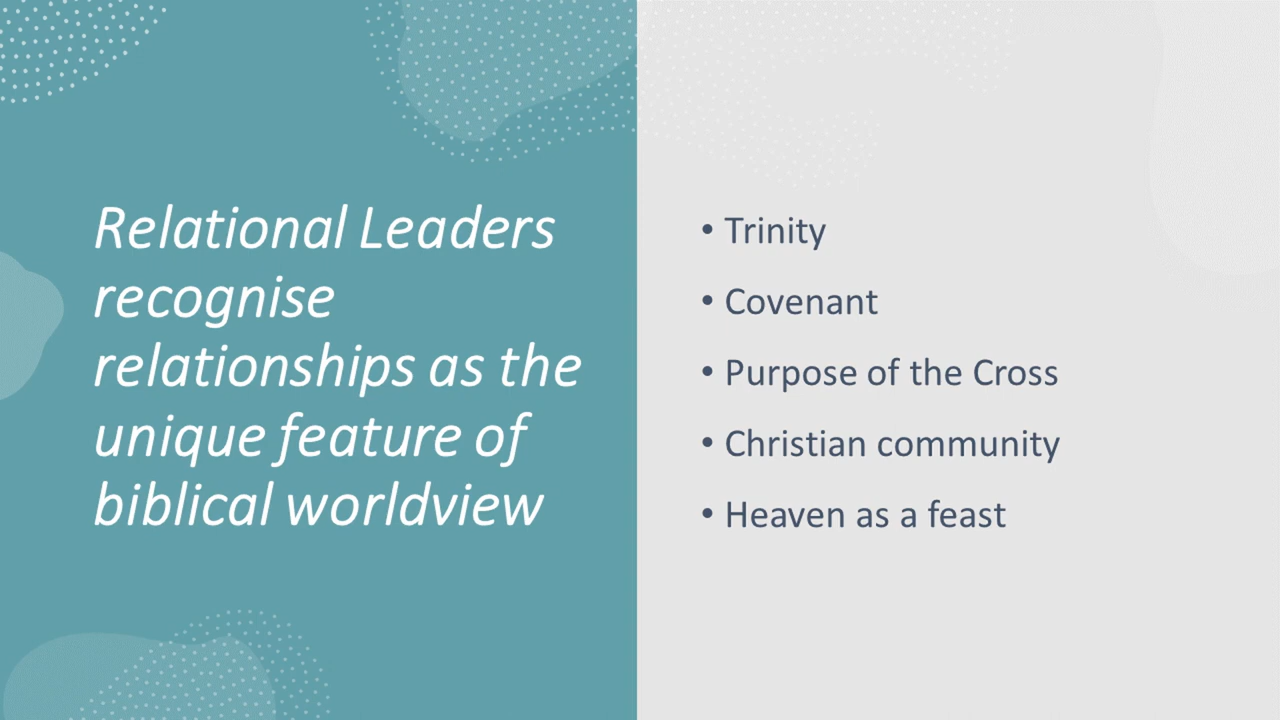 Relational Leaders
recognise
relationships as the
unique feature of
biblical worldview
• Trinity
• Covenant
• Purpose of the Cross
• Christian community
• Heaven as a feast